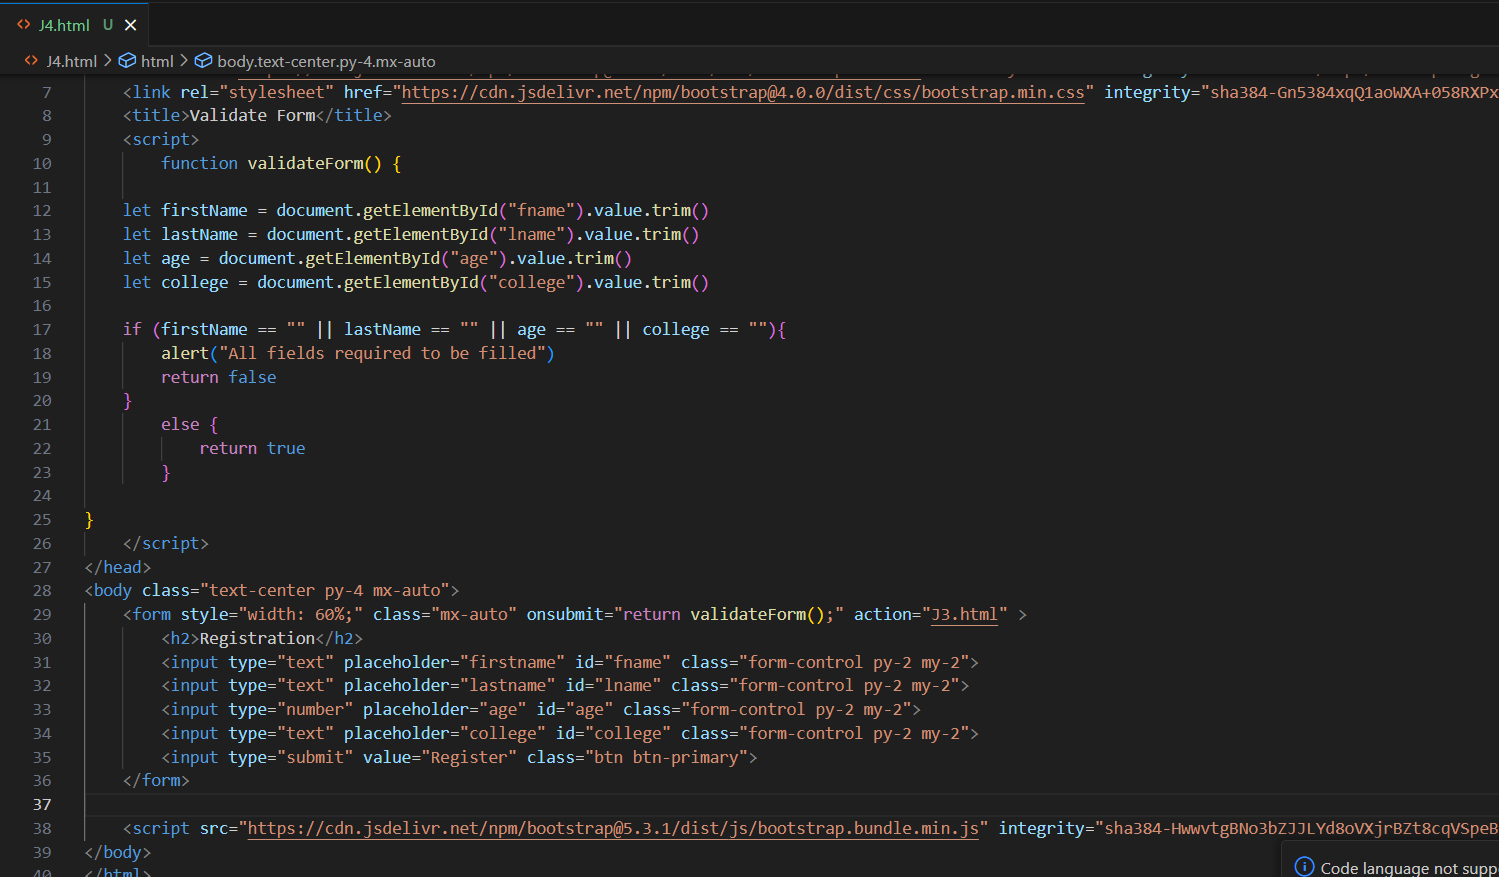 J4.html U
J4.html > html > body.text-center.py-4.mx-auto
7 <link rel="stylesheet" href="https://cdn.jsdelivr.net/npm/bootstrap@4.0.0/dist/css/bootstrap.min.css" integrity="sha384-Gn5384xqQ1aoWXA+058RXPx
8 <title>Validate Form</title>
9 <script>
10 function validateForm() {
11
12 let firstName = document.getElementById("fname").value.trim()
13 let lastName = document.getElementById("lname").value.trim()
14 let age = document.getElementById("age").value.trim()
15 let college = document.getElementById("college").value.trim()
16
17 if (firstName == "" || lastName == "" || age == "" || college == ""){
18 alert("All fields required to be filled")
19 return false
20 }
21 else {
22 return true
23 }
24
25 }
26 </script>
27 </head>
28 <body class="text-center py-4 mx-auto">
29 <form style="width: 60%;" class="mx-auto" onsubmit="return validateForm();" action="J3.html" >
30 <h2>Registration</h2>
31 <input type="text" placeholder="firstname" id="fname" class="form-control py-2 my-2">
32 <input type="text" placeholder="lastname" id="lname" class="form-control py-2 my-2">
33 <input type="number" placeholder="age" id="age" class="form-control py-2 my-2">
34 <input type="text" placeholder="college" id="college" class="form-control py-2 my-2">
35 <input type="submit" value="Register" class="btn btn-primary">
36 </form>
37
38 <script src="https://cdn.jsdelivr.net/npm/bootstrap@5.3.1/dist/js/bootstrap.bundle.min.js" integrity="sha384-HwwvtgBNo3bZJJLYd8oVXjrBZt8cqVSpeB
39 </body>
40 </html>
Code language not supp